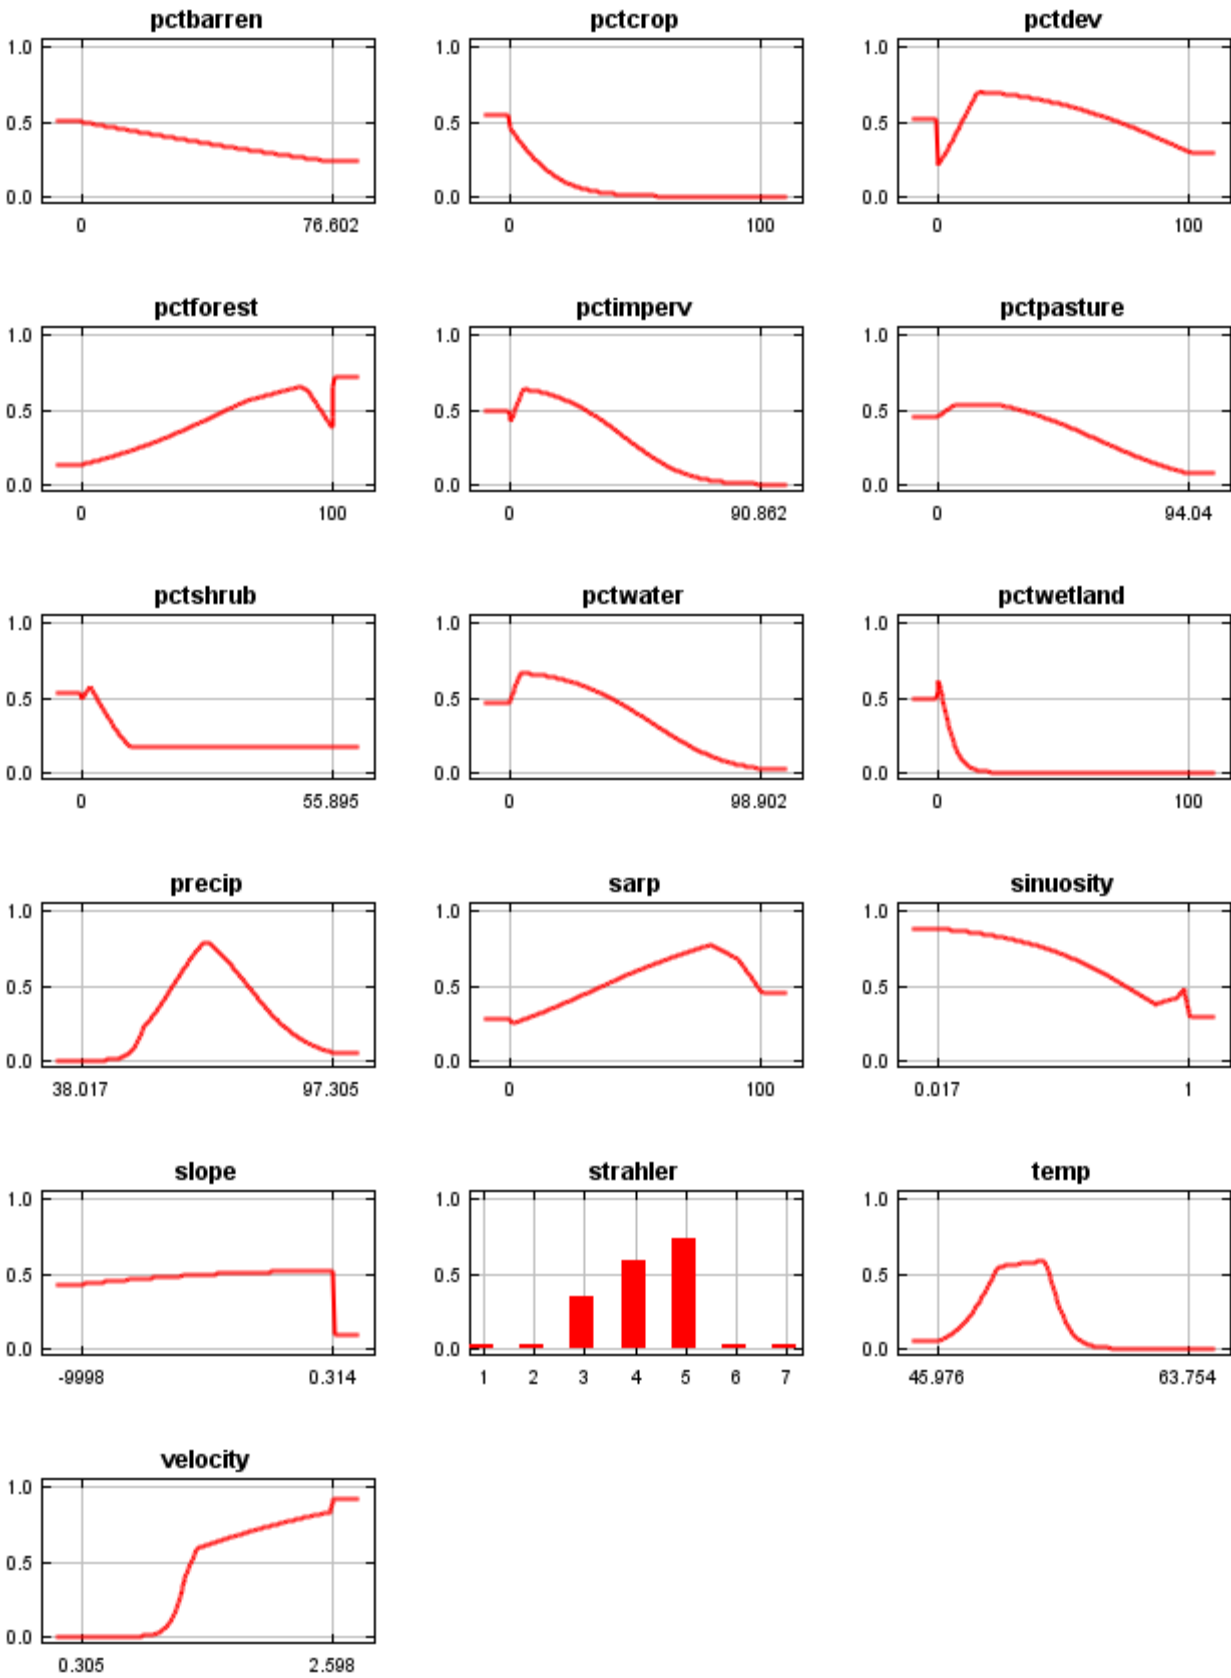 pctbarren pctcrop pctdev
1.0 1.0 1.0
0.5 0.5 0.5
0.0 0.0 0.0
0 76.602 0 100 0 100
pctforest pctimperv pctpasture
1.0 1.0 1.0
0.5 0.5 0.5
0.0 0.0 0.0
0 100 0 90.862 0 94.04
pctshrub pctwater pctwetland
1.0 1.0 1.0
0.5 0.5 0.5
0.0 0.0 0.0
0 55.895 0 98.902 0 100
precip sarp sinuosity
1.0 1.0 1.0
0.5 0.5 0.5
0.0 0.0 0.0
38.017 97.305 0 100 0.017 1
slope strahler temp
1.0 1.0 1.0
0.5 0.5 0.5
0.0 0.0 0.0
-9998 0.314 1 2 3 4 5 6 7 45.976 63.754
velocity
1.0
0.5
0.0
0.305 2.598